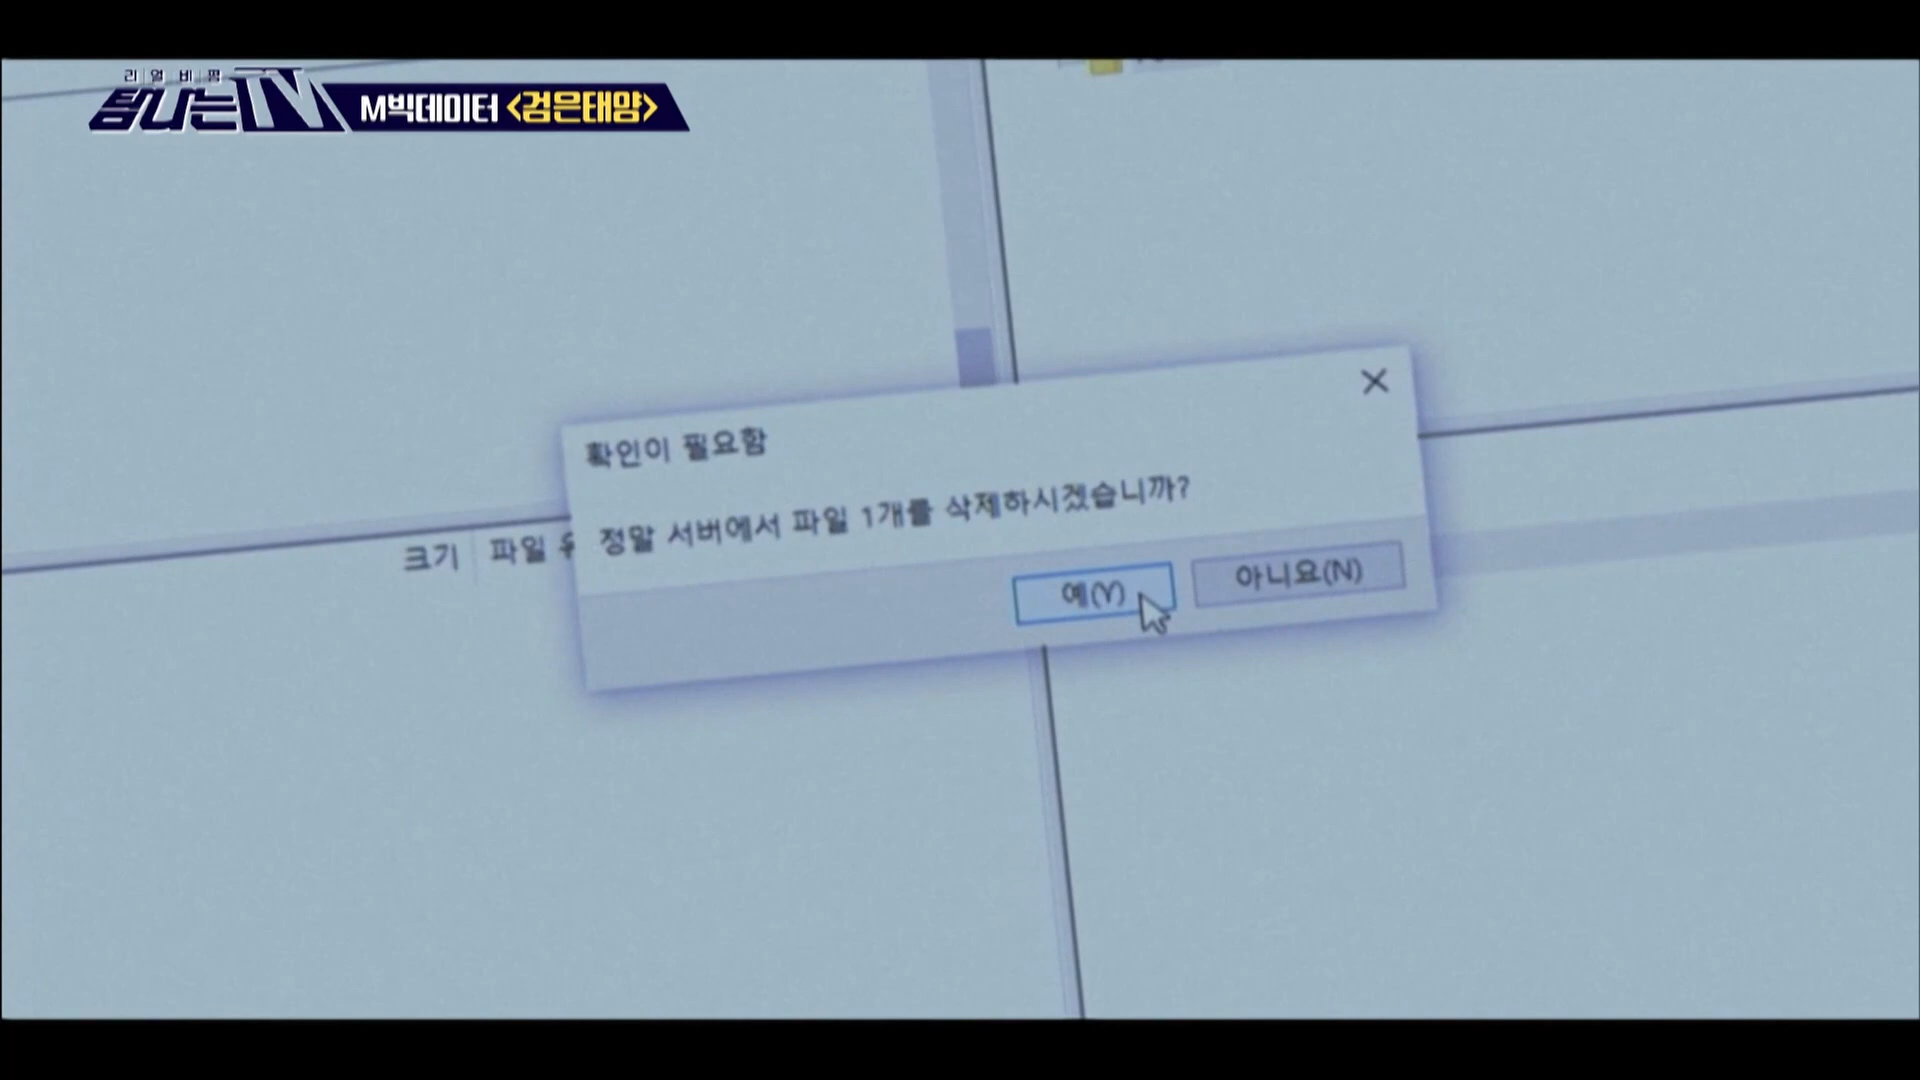 리얼비평
탐나는TV
M빅데이터 <검은태양>
확인이 필요함
정말 서버에서 파일 1개를 삭제하시겠습니까?
크기 파일
예(Y) 아니요(N)